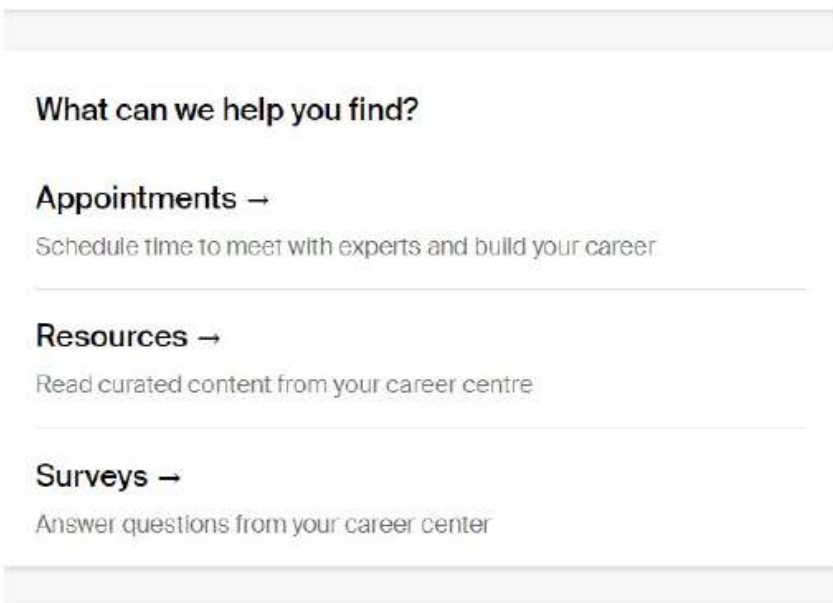 What can we help you find?
Appointments →
Schedule time to meet with experts and build your career
Resources →
Read curated content from your career centre
Surveys →
Answer questions from your career center